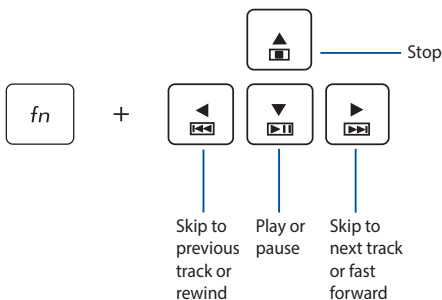 Stop
fn
+
Skip to
previous
track or
rewind
Play or
pause
Skip to
next track
or fast
forward